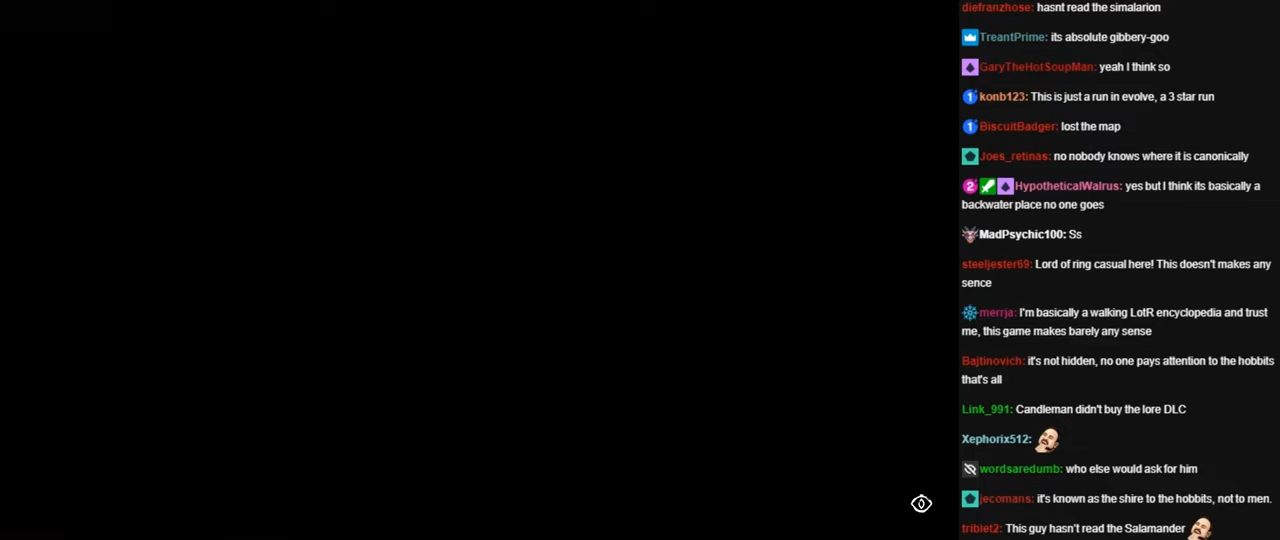 diefranzhose: hasnt read the simalarion
TreantPrime: its absolute gibbery-goo
GaryTheHotSoupMan: yeah I think so
konb123: This is just a run in evolve, a 3 star run
BiscuitBadger: lost the map
Joes_retinas: no nobody knows where it is canonically
2 HypotheticalWalrus: yes but I think its basically a
backwater place no one goes
MadPsychic100: Ss
steeljester69: Lord of ring casual here! This doesn't makes any
sence
merrja: I'm basically a walking LotR encyclopedia and trust
me, this game makes barely any sense
Bajtinovich: it's not hidden, no one pays attention to the hobbits
that's all
Link_991: Candleman didn't buy the lore DLC
Xephorix512:
wordsaredumb: who else would ask for him
jecomans: it's known as the shire to the hobbits, not to men.
triblet2: This guy hasn't read the Salamander